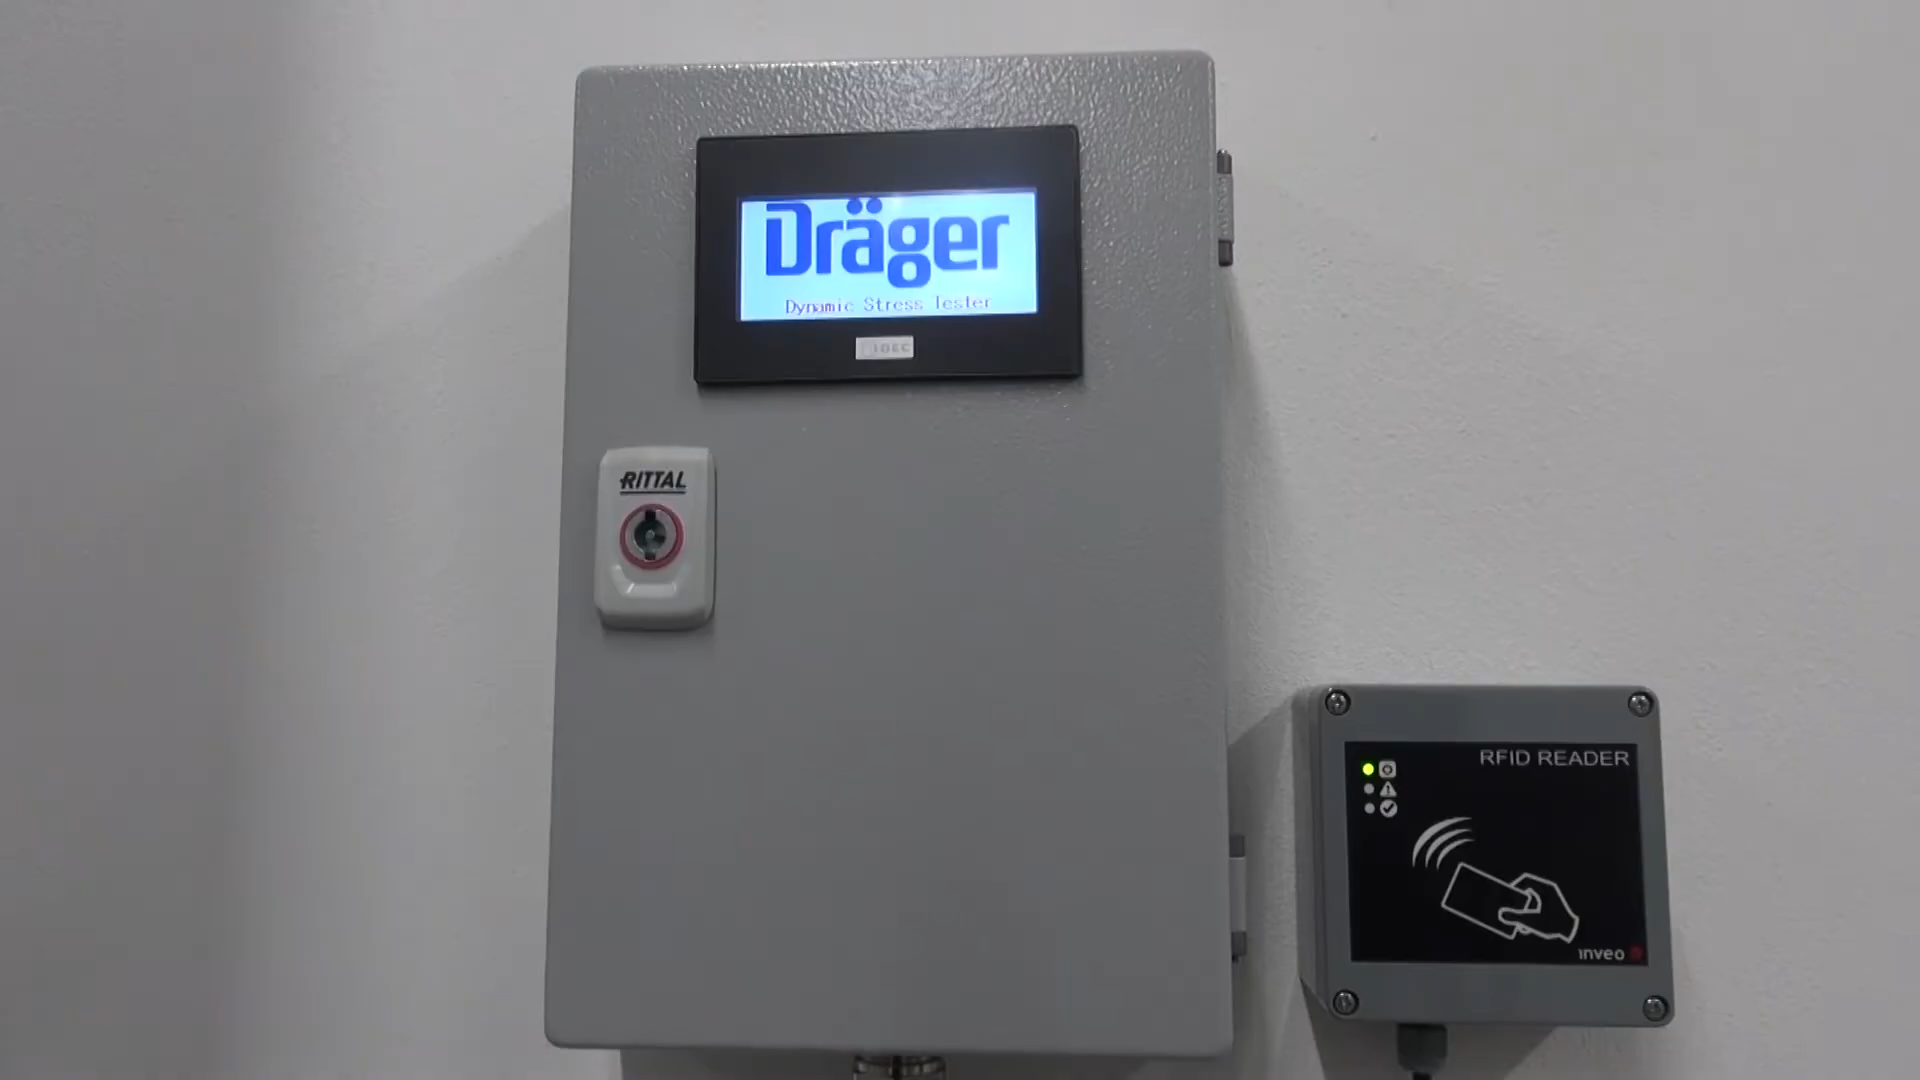 Dräger
Dynamic Stress Tester
IDEC
RITTAL
RFID READER
inveo